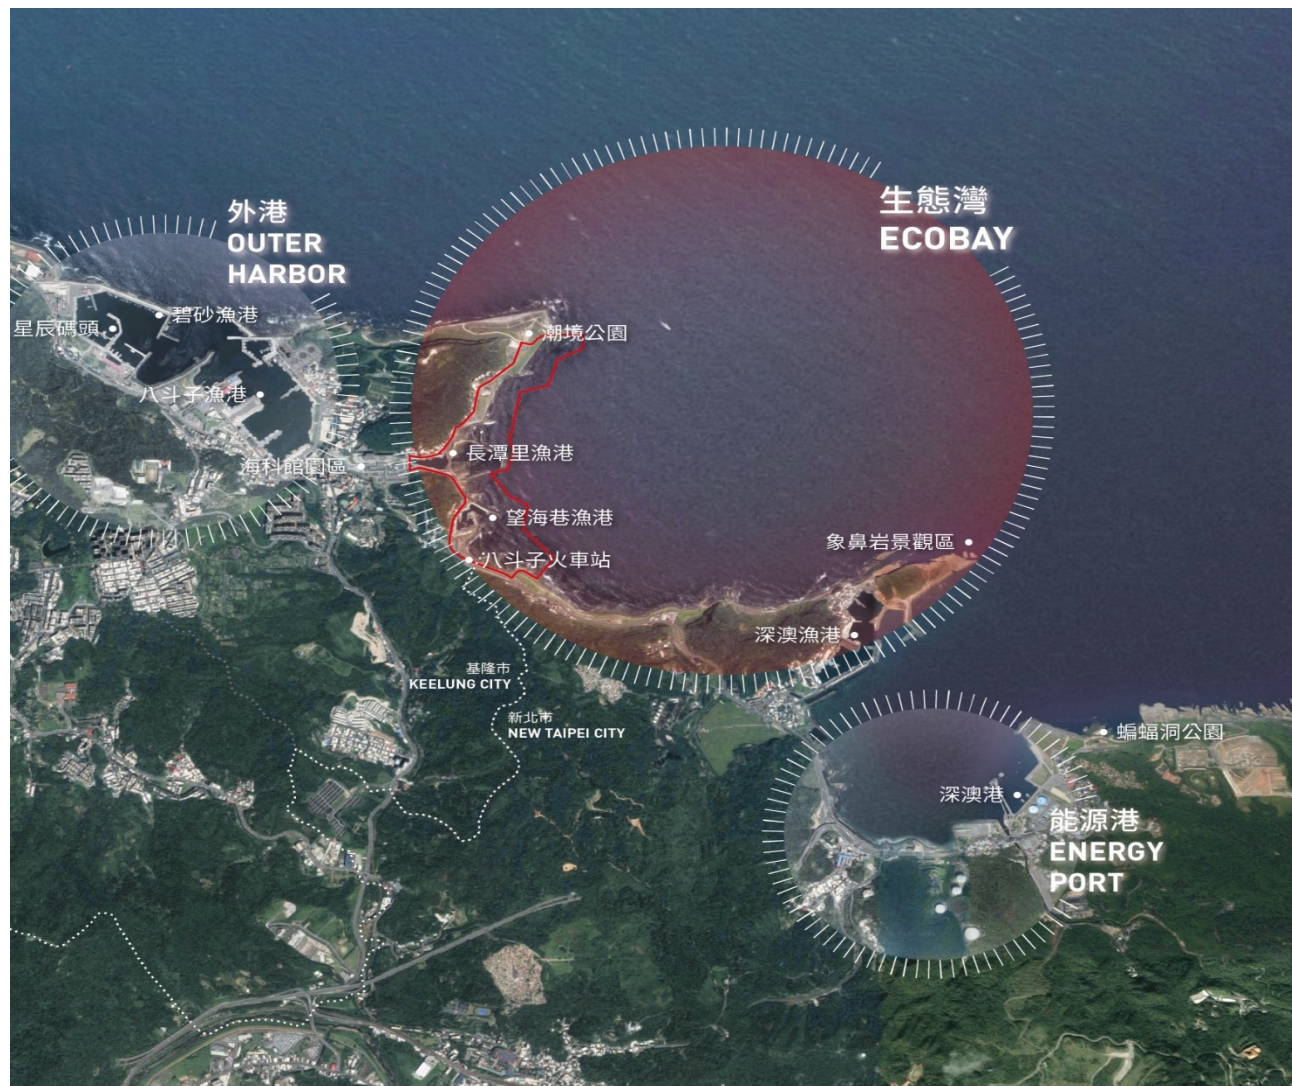 生態灣
ECOBAY
外港
OUTER
HARBOR
碧砂漁港
星辰碼頭
潮境公園
八斗子漁港
長潭里漁港
海科館園區
望海巷漁港
象鼻岩景觀區
八斗子火車站
深澳漁港
基隆市
KEELUNG CITY
新北市
NEW TAIPEI CITY
蝙蝠洞公園
深澳港
能源港
ENERGY
PORT